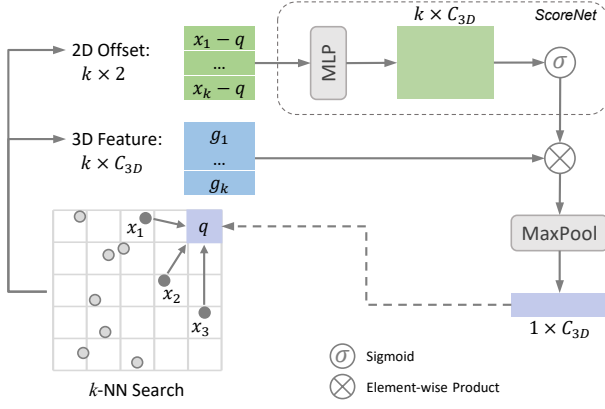 ScoreNet
k × C₃D
2D Offset:
k × 2
x₁ − q
...
xₖ − q
MLP
σ
3D Feature:
k × C₃D
g₁
...
gₖ
x₁
q
x₂
x₃
MaxPool
1 × C₃D
k-NN Search
σ Sigmoid
Element-wise Product